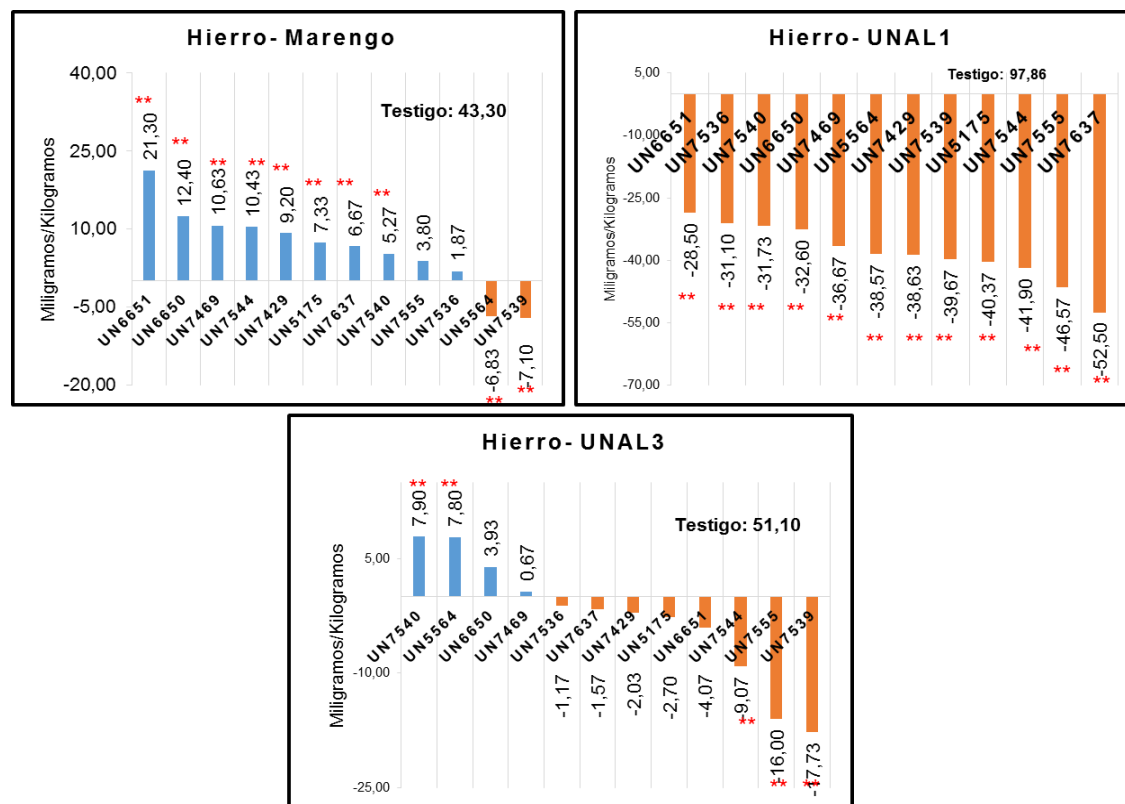 Hierro- Marengo
Testigo: 43,30
Miligramos/Kilogramos
40,00
25,00
10,00
-5,00
-20,00
** ** ** ** ** ** ** **
21,30 12,40 10,63 10,43 9,20 7,33 6,67 5,27 3,80 1,87
UN6651 UN6650 UN7469 UN7544 UN7429 UN5175 UN7637 UN7540 UN7555 UN7536 UN5564 UN7539
-6,83 -7,10
** **
Hierro- UNAL1
Testigo: 97,86
Miligramos/Kilogramos
5,00
-10,00
-25,00
-40,00
-55,00
-70,00
UN6651 UN7536 UN7540 UN6650 UN7469 UN5564 UN7429 UN7539 UN5175 UN7544 UN7555 UN7637
-28,50 -31,10 -31,73 -32,60 -36,67 -38,57 -38,63 -39,67 -40,37 -41,90 -46,57 -52,50
** ** ** ** ** ** ** ** ** ** ** **
Hierro- UNAL3
Testigo: 51,10
Miligramos/Kilogramos
5,00
-10,00
-25,00
** **
7,90 7,80 3,93 0,67
UN7540 UN5564 UN6650 UN7469 UN7536 UN7637 UN7429 UN5175 UN6651 UN7544 UN7555 UN7539
-1,17 -1,57 -2,03 -2,70 -4,07 -9,07 -16,00 -17,73
** ** **